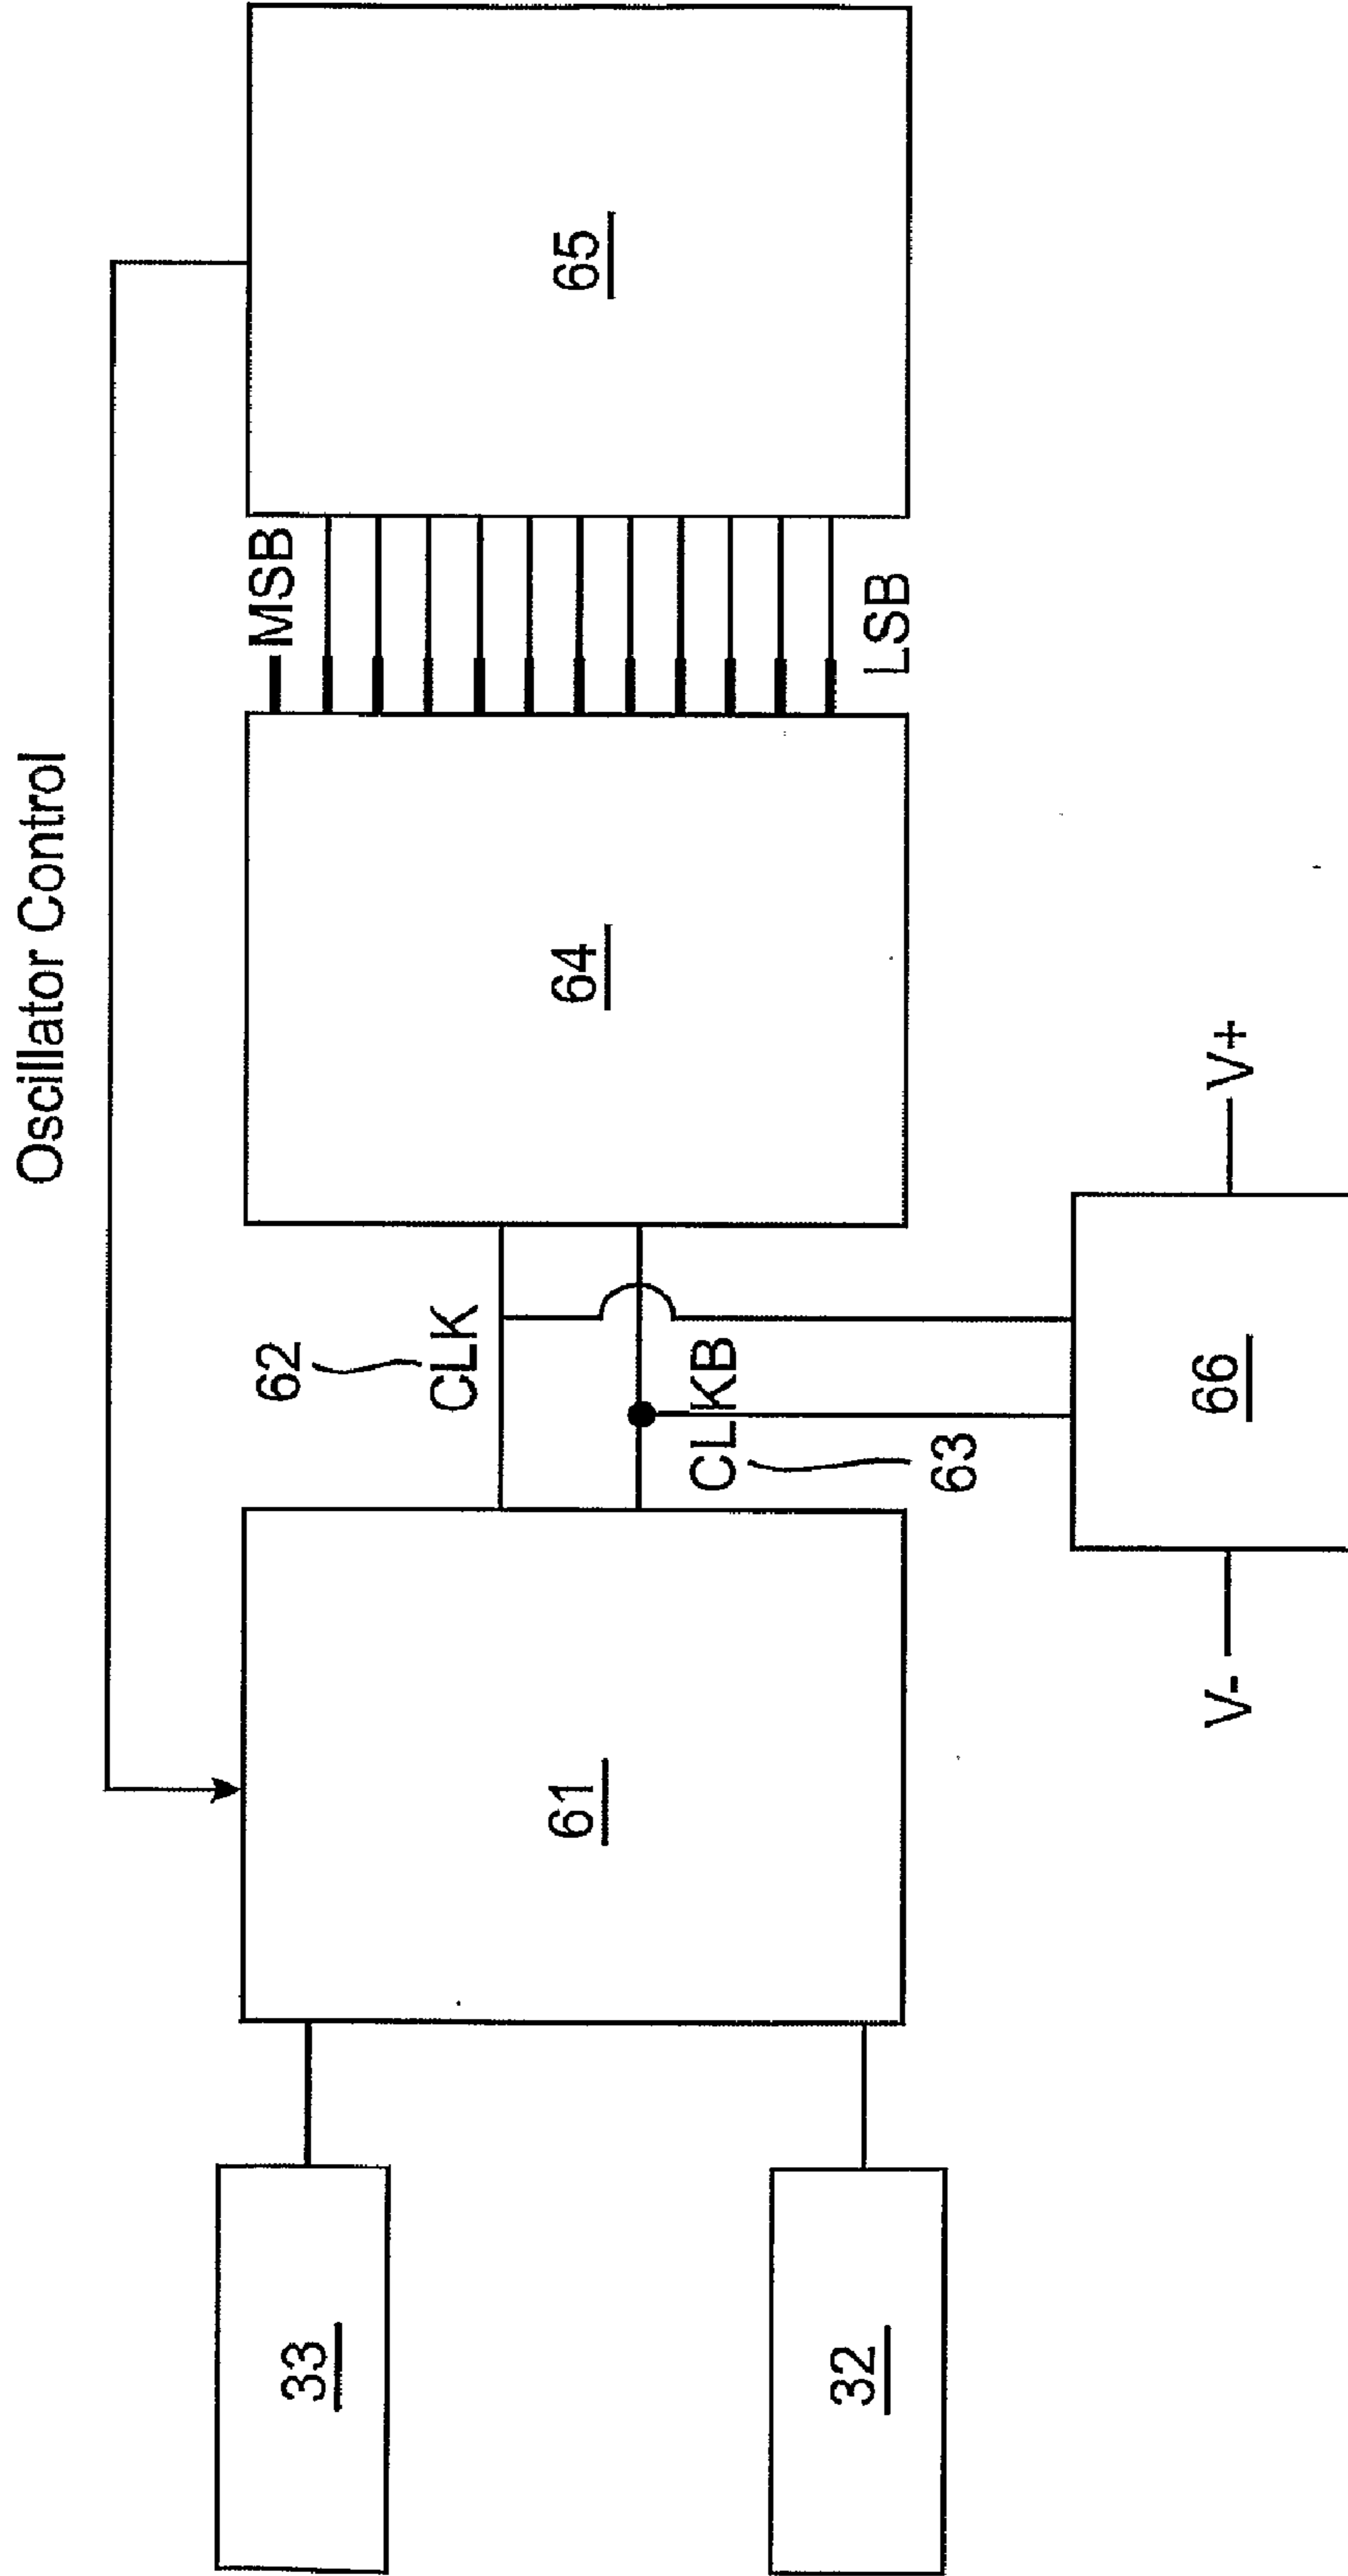 Oscillator Control
33
32
61
62
CLK
CLKB
63
64
MSB
LSB
65
V-
66
V+